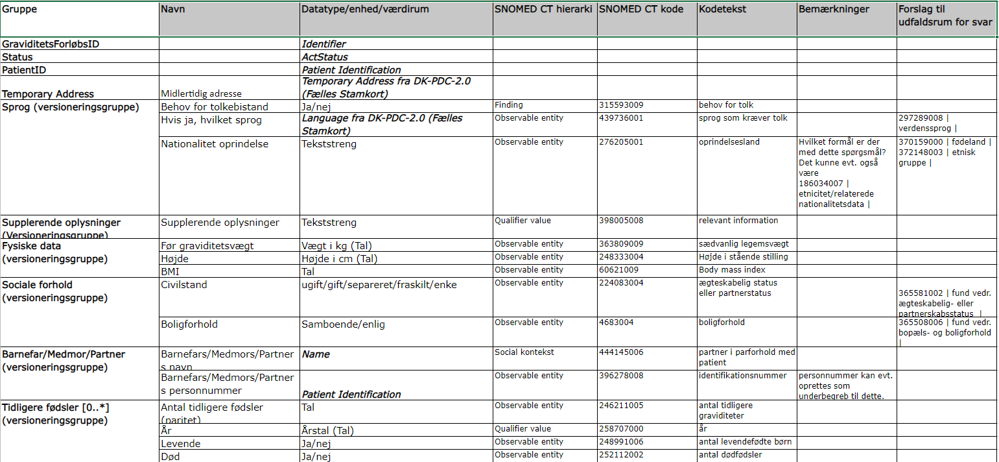 Gruppe
Navn
Datatype/enhed/værdirum
SNOMED CT hierarki
SNOMED CT kode
Kodetekst
Bemærkninger
Forslag til
udfaldsrum for svar
GraviditetsForløbsID
Identifier
Status
ActStatus
PatientID
Patient Identification
Temporary Address
Midlertidig adresse
Temporary Address fra DK-PDC-2.0
(Fælles Stamkort)
Sprog (versioneringsgruppe)
Behov for tolkebistand
Ja/nej
Finding
315593009
behov for tolk
Hvis ja, hvilket sprog
Language fra DK-PDC-2.0 (Fælles
Stamkort)
Observable entity
439736001
sprog som kræver tolk
297289008 |
verdenssprog |
Nationalitet oprindelse
Tekststreng
Observable entity
276205001
oprindelsesland
Hvilket formål er der
med dette spørgsmål?
Det kunne evt. også
være
186034007 |
etnicitet/relaterede
nationalitetsdata |
370159000 | fødeland |
372148003 | etnisk
gruppe |
Supplerende oplysninger
(Versioneringsgruppe)
Supplerende oplysninger
Tekststreng
Qualifier value
398005008
relevant information
Fysiske data
(versioneringsgruppe)
Før graviditetsvægt
Vægt i kg (Tal)
Observable entity
363809009
sædvanlig legemsvægt
Højde
Højde i cm (Tal)
Observable entity
248333004
Højde i stående stilling
BMI
Tal
Observable entity
60621009
Body mass index
Sociale forhold
(versioneringsgruppe)
Civilstand
ugift/gift/separeret/fraskilt/enke
Observable entity
224083004
ægteskabelig status
eller partnerstatus
365581002 | fund vedr.
ægteskabelig- eller
partnerskabsstatus |
Boligforhold
Samboende/enlig
Observable entity
4683004
boligforhold
365508006 | fund vedr.
bopæls- og boligforhold
|
Barnefar/Medmor/Partner
(versioneringsgruppe)
Barnefars/Medmors/Partner
s navn
Name
Social kontekst
444145006
partner i parforhold med
patient
Barnefars/Medmors/Partner
s personnummer
Patient Identification
Observable entity
396278008
identifikationsnummer
personnummer kan evt.
oprettes som
underbegreb til dette.
Tidligere fødsler [0..*]
(versioneringsgruppe)
Antal tidligere fødsler
(paritet)
Tal
Observable entity
246211005
antal tidligere
graviditeter
År
Årstal (Tal)
Qualifier value
258707000
år
Levende
Ja/nej
Observable entity
248991006
antal levendefødte børn
Død
Ja/nej
Observable entity
252112002
antal dødfødsler